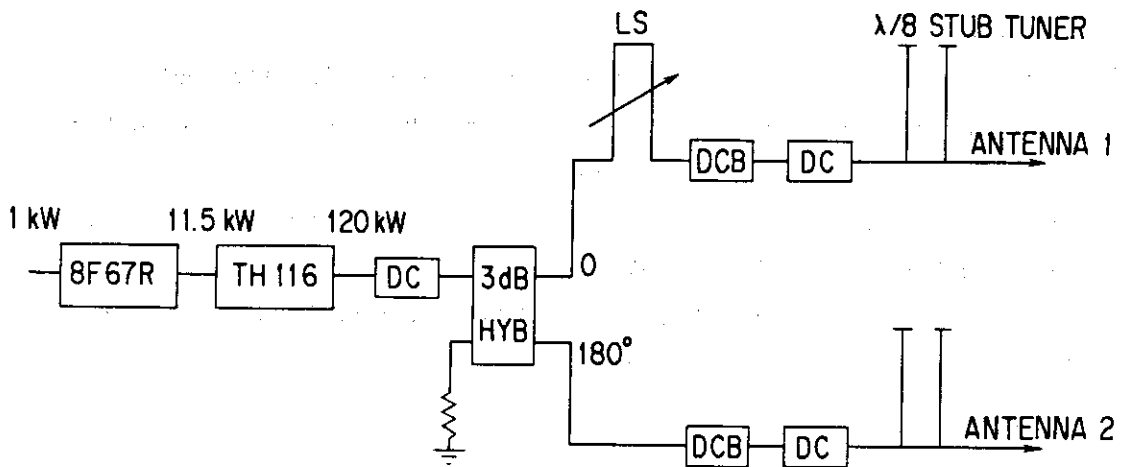 LS
λ/8 STUB TUNER
ANTENNA 1
DCB
DC
1 kW
11.5 kW
120 kW
8F67R
TH 116
DC
3dB
HYB
0
180°
DCB
DC
ANTENNA 2